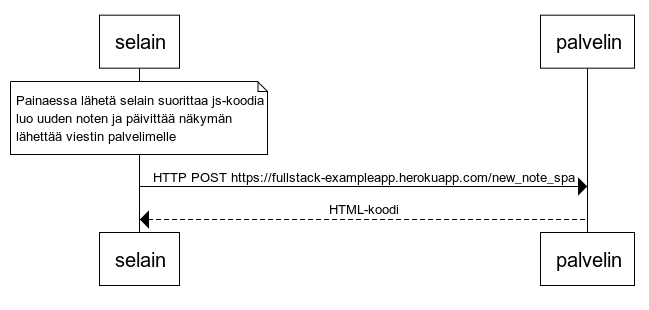 selain
palvelin
Painaessa lähetä selain suorittaa js-koodia
luo uuden noten ja päivittää näkymän
lähettää viestin palvelimelle
HTTP POST https://fullstack-exampleapp.herokuapp.com/new_note_spa
HTML-koodi
selain
palvelin